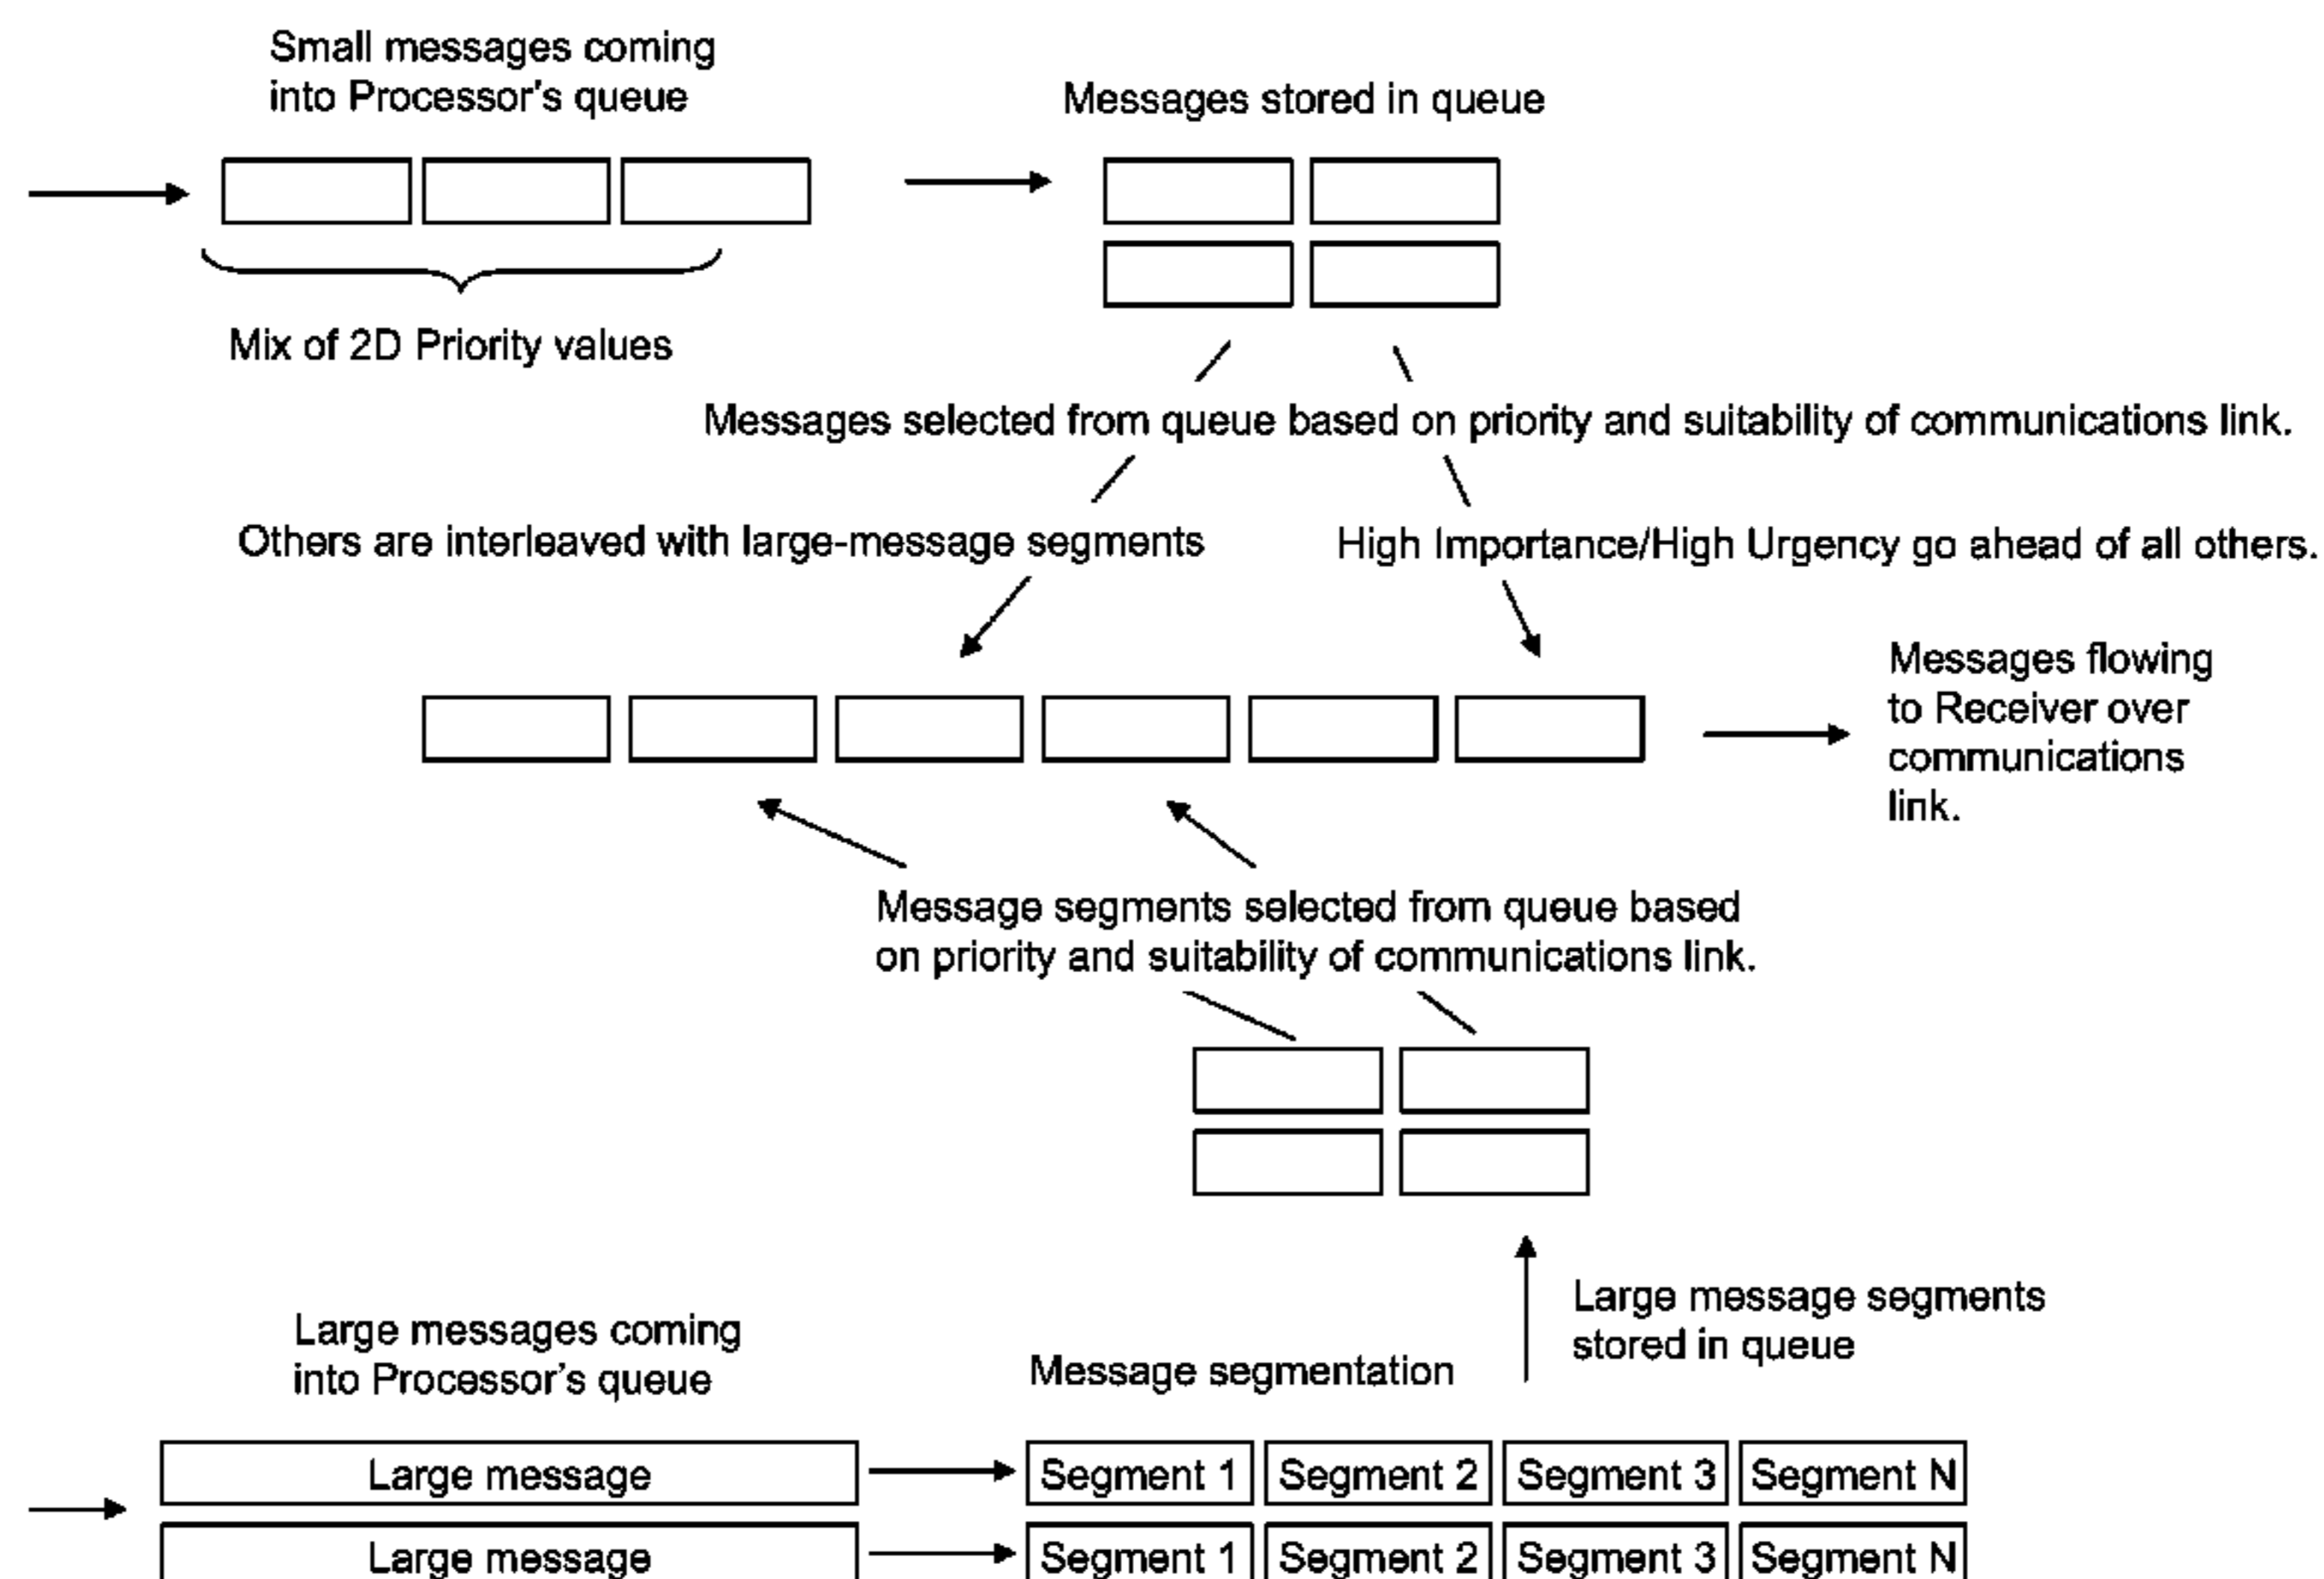 Small messages coming
into Processor's queue
Messages stored in queue
Mix of 2D Priority values
Messages selected from queue based on priority and suitability of communications link.
Others are interleaved with large-message segments
High Importance/High Urgency go ahead of all others.
Messages flowing
to Receiver over
communications
link.
Message segments selected from queue based
on priority and suitability of communications link.
Large message segments
stored in queue
Large messages coming
into Processor's queue
Message segmentation
Large message
Segment 1
Segment 2
Segment 3
Segment N
Large message
Segment 1
Segment 2
Segment 3
Segment N